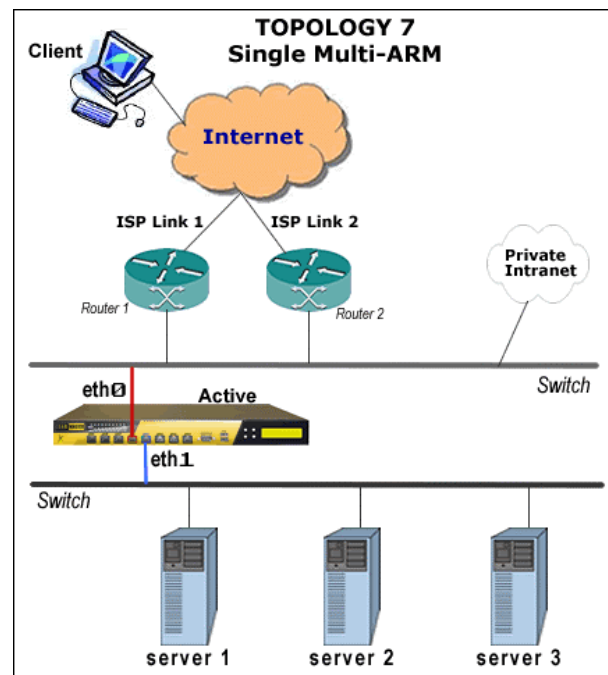 TOPOLOGY 7
Single Multi-ARM
Client
Internet
ISP Link 1
ISP Link 2
Private
Intranet
Router 1
Router 2
Switch
eth0
Active
eth1
Switch
server 1
server 2
server 3